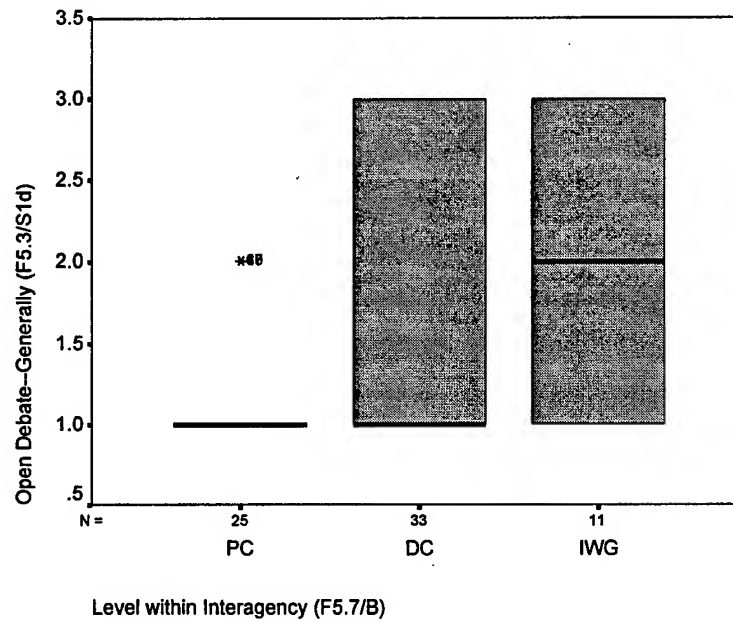 Open Debate--Generally (F5.3/S1d)
3.5
3.0
2.5
2.0
1.5
1.0
.5
N =
25
33
11
PC
DC
IWG
Level within Interagency (F5.7/B)